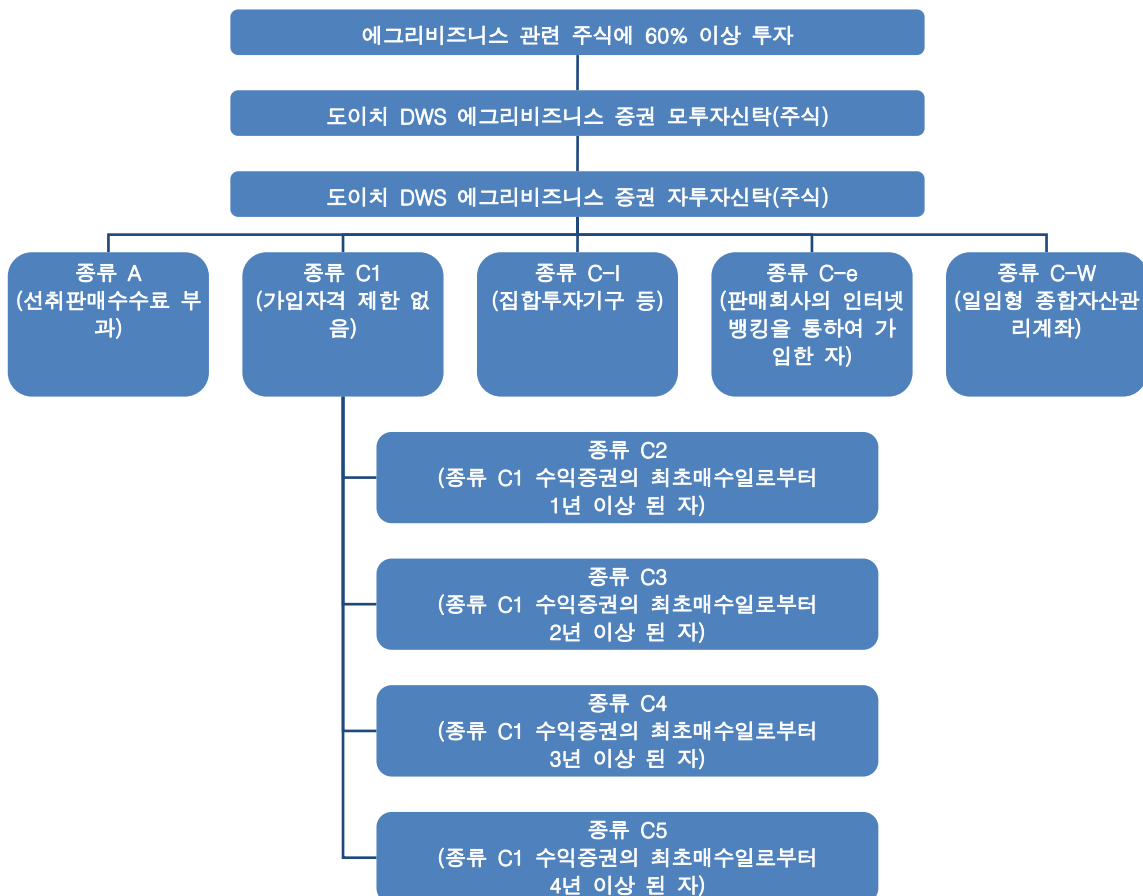 에그리비즈니스 관련 주식에 60% 이상 투자
도이치 DWS 에그리비즈니스 증권 모투자신탁(주식)
도이치 DWS 에그리비즈니스 증권 자투자신탁(주식)
종류 A
(선취판매수수료 부
과)
종류 C1
(가입자격 제한 없
음)
종류 C-I
(집합투자기구 등)
종류 C-e
(판매회사의 인터넷
뱅킹을 통하여 가
입한 자)
종류 C-W
(일임형 종합자산관
리계좌)
종류 C2
(종류 C1 수익증권의 최초매수일로부터
1년 이상 된 자)
종류 C3
(종류 C1 수익증권의 최초매수일로부터
2년 이상 된 자)
종류 C4
(종류 C1 수익증권의 최초매수일로부터
3년 이상 된 자)
종류 C5
(종류 C1 수익증권의 최초매수일로부터
4년 이상 된 자)